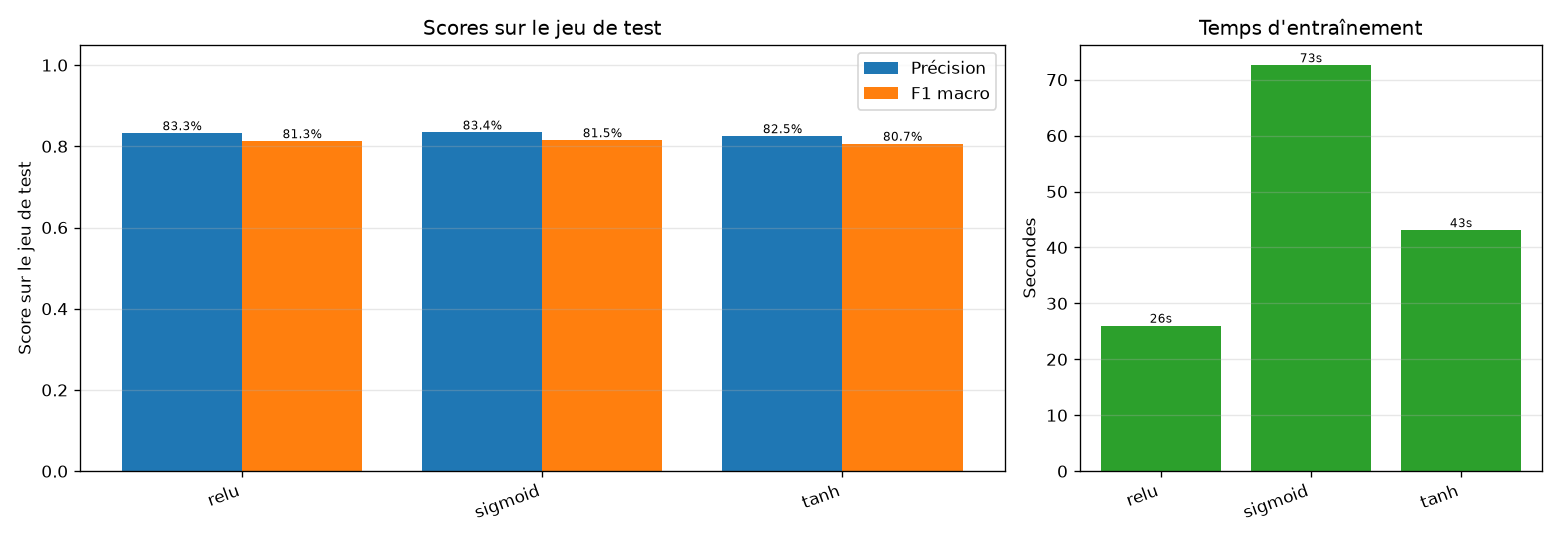 Scores sur le jeu de test
Score sur le jeu de test
1.0
0.8
0.6
0.4
0.2
0.0
Précision
F1 macro
83.3%
81.3%
83.4%
81.5%
82.5%
80.7%
relu
sigmoid
tanh
Temps d'entraînement
Secondes
70
60
50
40
30
20
10
0
26s
73s
43s
relu
sigmoid
tanh